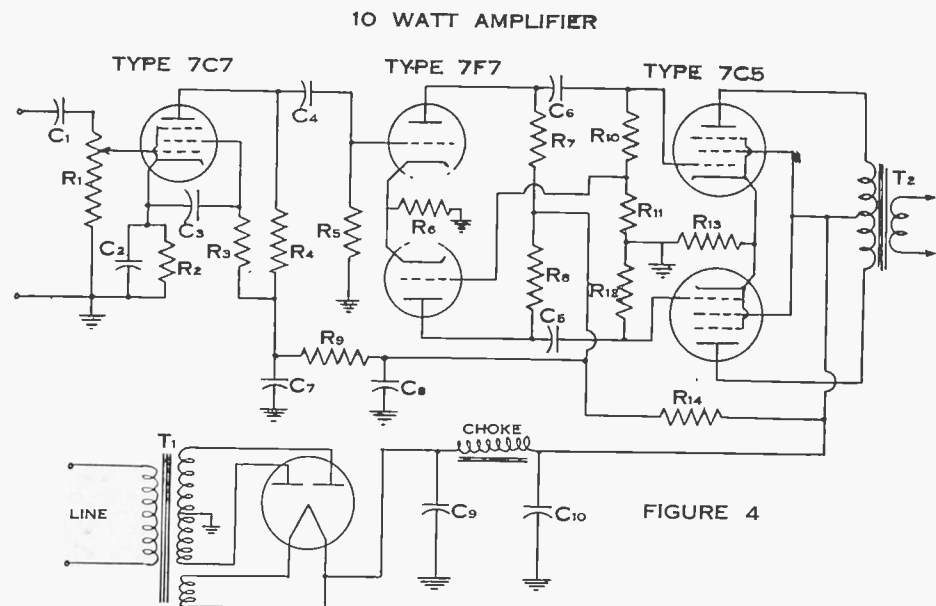 10 WATT AMPLIFIER
TYPE 7C7
TYPE 7F7
TYPE 7C5
C1
R1
C2
R2
C3
R3
R4
C4
R5
R6
R7
C6
R8
C5
R10
R11
R12
R13
T2
R9
C7
C8
R14
T1
LINE
CHOKE
C9
C10
FIGURE 4